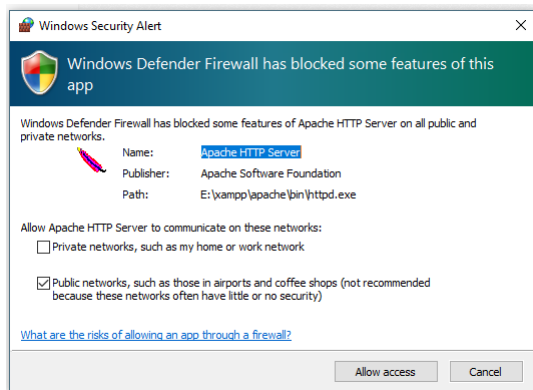 Windows Security Alert
Windows Defender Firewall has blocked some features of this
app
Windows Defender Firewall has blocked some features of Apache HTTP Server on all public and
private networks.
Name: Apache HTTP Server
Publisher: Apache Software Foundation
Path: E:\xampp\apache\bin\httpd.exe
Allow Apache HTTP Server to communicate on these networks:
Private networks, such as my home or work network
Public networks, such as those in airports and coffee shops (not recommended
because these networks often have little or no security)
What are the risks of allowing an app through a firewall?
Allow access Cancel